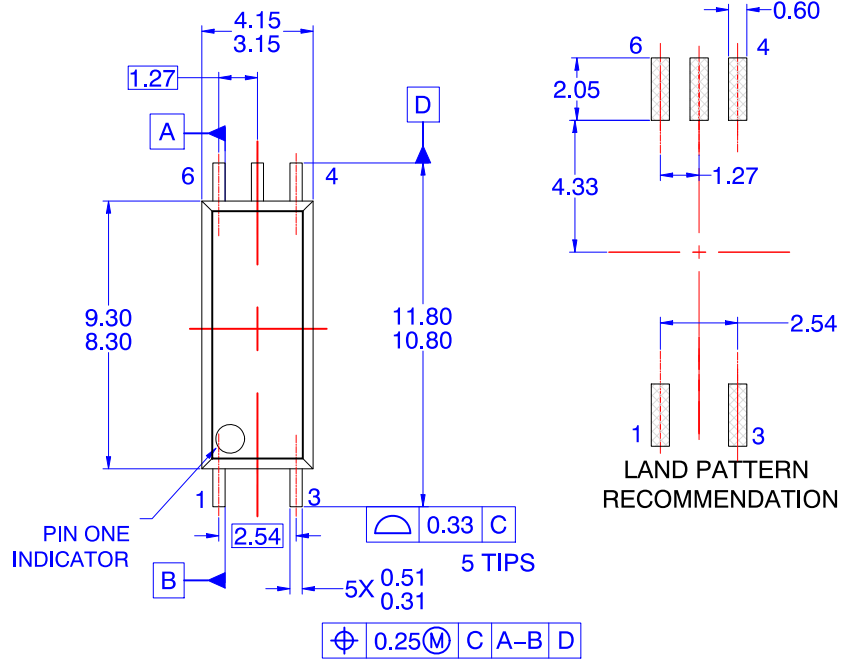 4.15
3.15
0.60
1.27
6
4
2.05
D
A
6
4
1.27
4.33
9.30
8.30
11.80
10.80
2.54
1
3
LAND PATTERN
RECOMMENDATION
1
3
0.33 C
PIN ONE
INDICATOR
2.54
5 TIPS
B
5X 0.51
0.31
⌖ 0.25 Ⓜ C A-B D